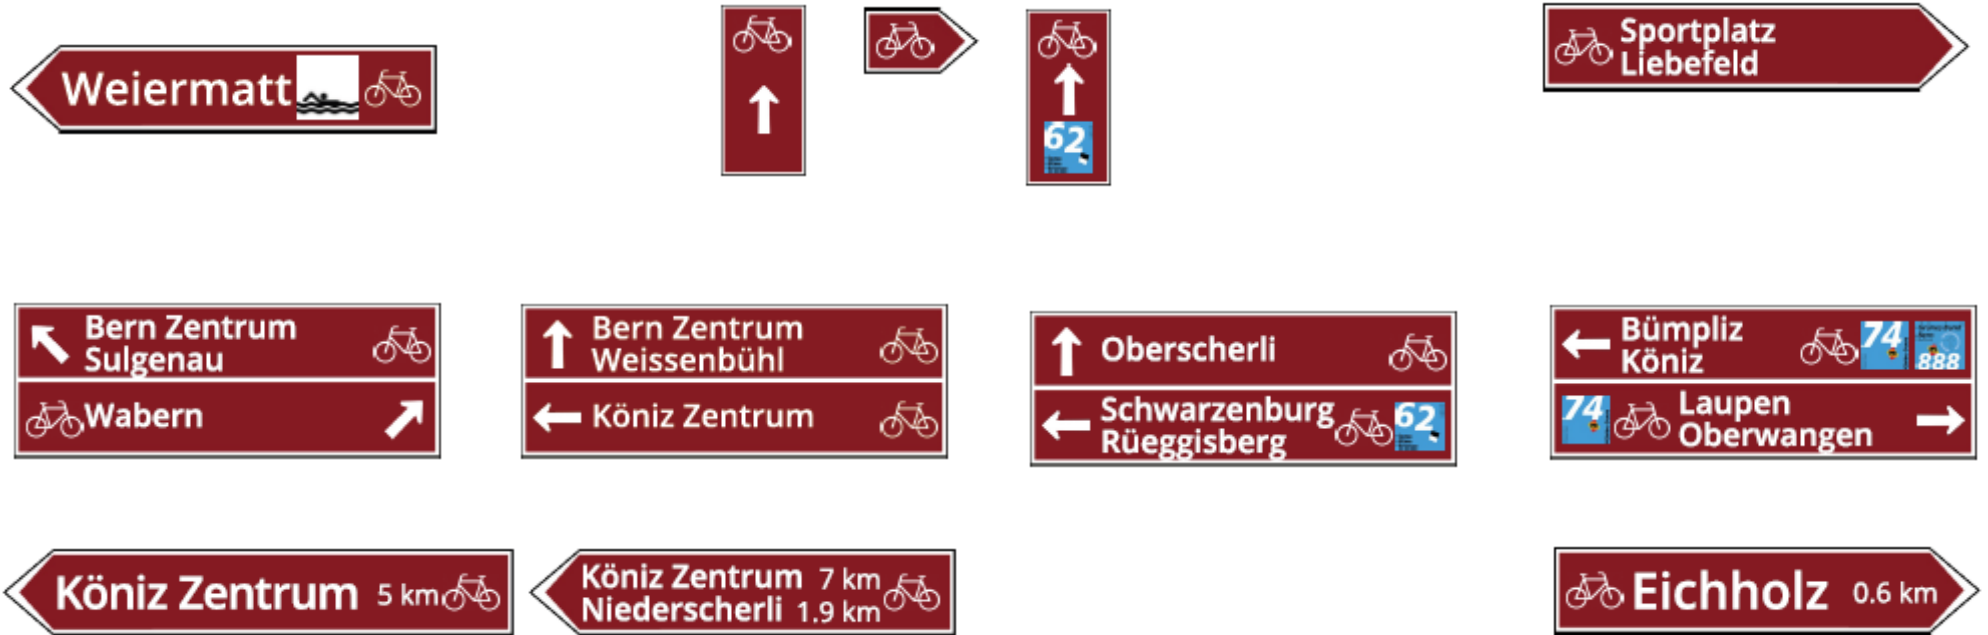 Weiermatt
62
Sportplatz
Liebefeld
Bern Zentrum
Sulgenau
Wabern
Bern Zentrum
Weissenbühl
Köniz Zentrum
Oberscherli
Schwarzenburg
Rüeggisberg
62
Bümpliz
Köniz
74
888
74
Laupen
Oberwangen
Köniz Zentrum 5 km
Köniz Zentrum 7 km
Niederscherli 1.9 km
Eichholz 0.6 km